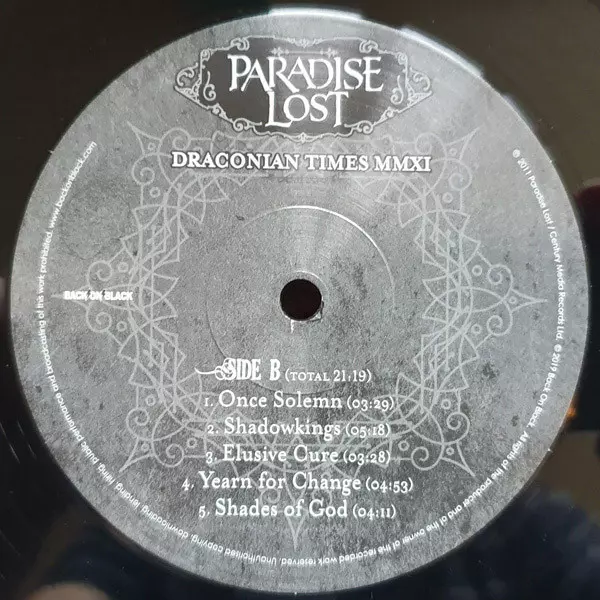 PARADISE
LOST
DRACONIAN TIMES MMXI
BACK ON BLACK
SIDE B (TOTAL 21:19)
1. Once Solemn (03:29)
2. Shadowkings (05:18)
3. Elusive Cure (03:28)
4. Yearn for Change (04:53)
5. Shades of God (04:11)
℗ 2011 Paradise Lost / Century Media Records Ltd. © 2019 Back On Black. All rights of the producer and of the owner of the recorded work reserved. Unauthorised copying, downloading, lending, hiring, public performance and broadcasting of this work prohibited. www.backonblack.com